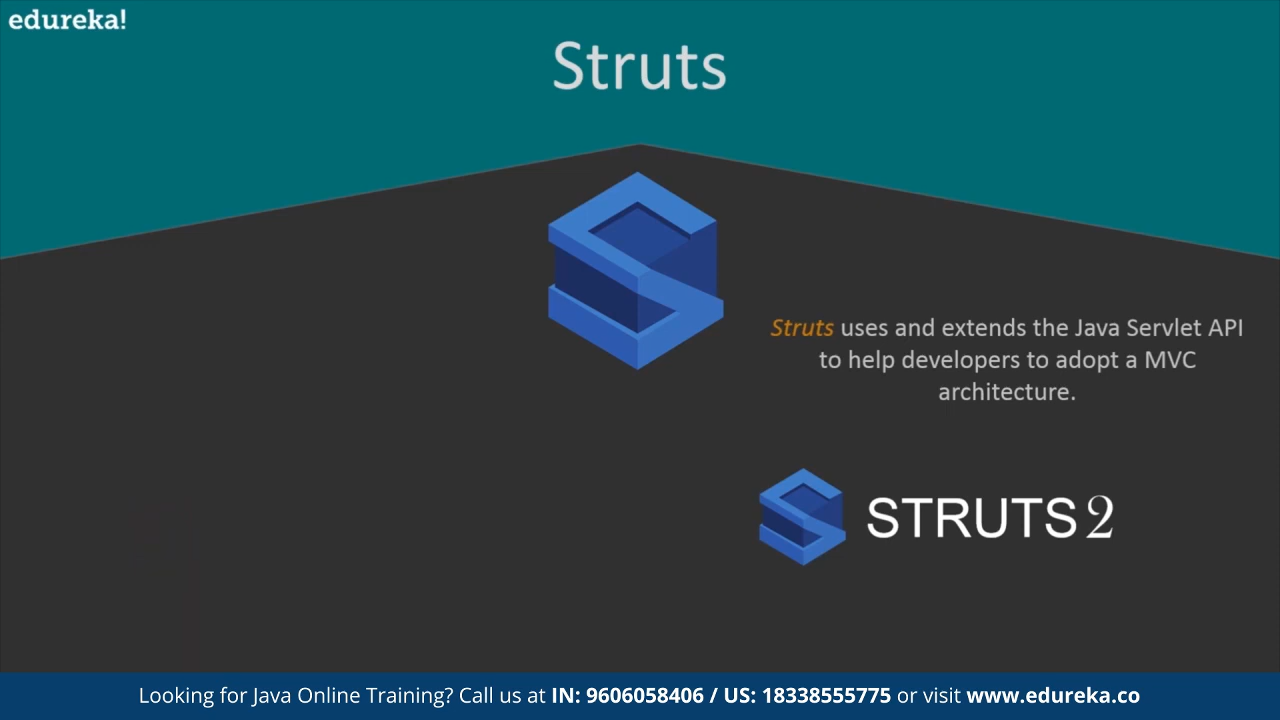 edureka!
Struts
Struts uses and extends the Java Servlet API
to help developers to adopt a MVC
architecture.
STRUTS 2
Looking for Java Online Training? Call us at IN: 9606058406 / US: 18338555775 or visit www.edureka.co